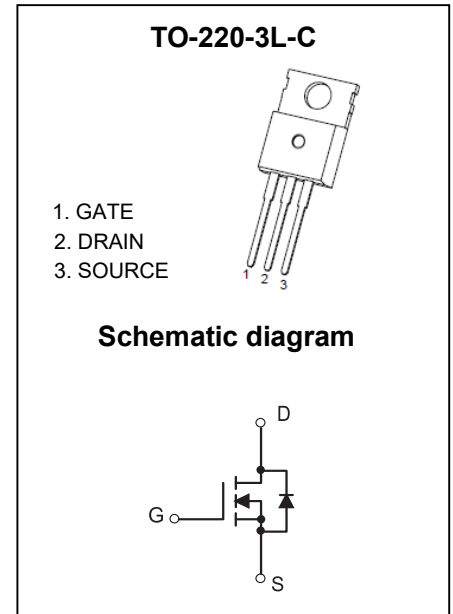 TO-220-3L-C
1. GATE
2. DRAIN
3. SOURCE
1 2 3
Schematic diagram
D
G
S